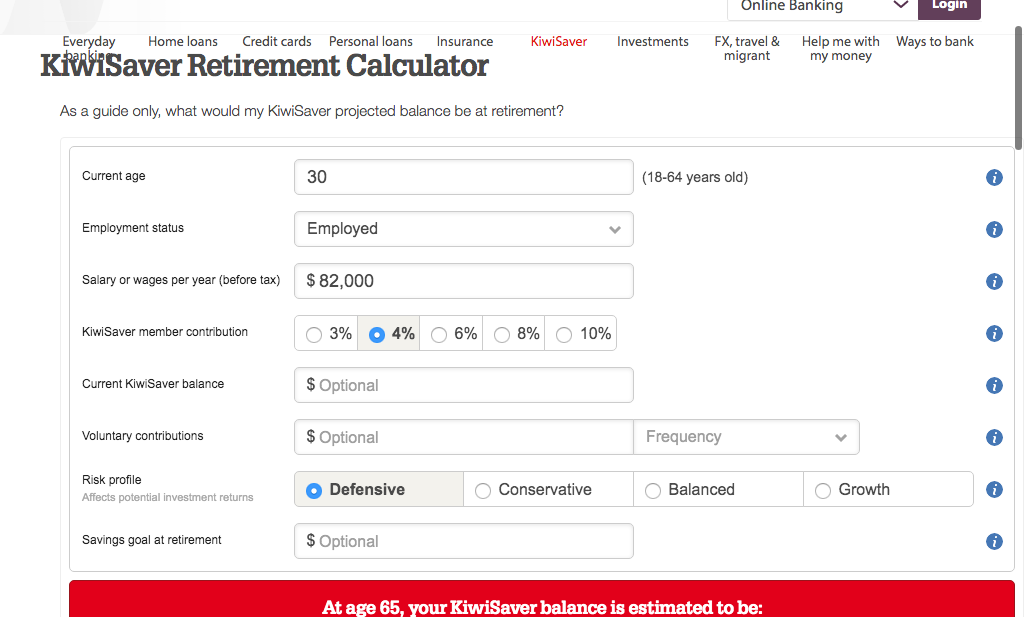 Online Banking
Login
Everyday banking
Home loans
Credit cards
Personal loans
Insurance
KiwiSaver
Investments
FX, travel & migrant
Help me with my money
Ways to bank
KiwiSaver Retirement Calculator
As a guide only, what would my KiwiSaver projected balance be at retirement?
Current age
30
(18-64 years old)
Employment status
Employed
Salary or wages per year (before tax)
$ 82,000
KiwiSaver member contribution
3% 4% 6% 8% 10%
Current KiwiSaver balance
$ Optional
Voluntary contributions
$ Optional
Frequency
Risk profile
Affects potential investment returns
Defensive
Conservative
Balanced
Growth
Savings goal at retirement
$ Optional
At age 65, your KiwiSaver balance is estimated to be: